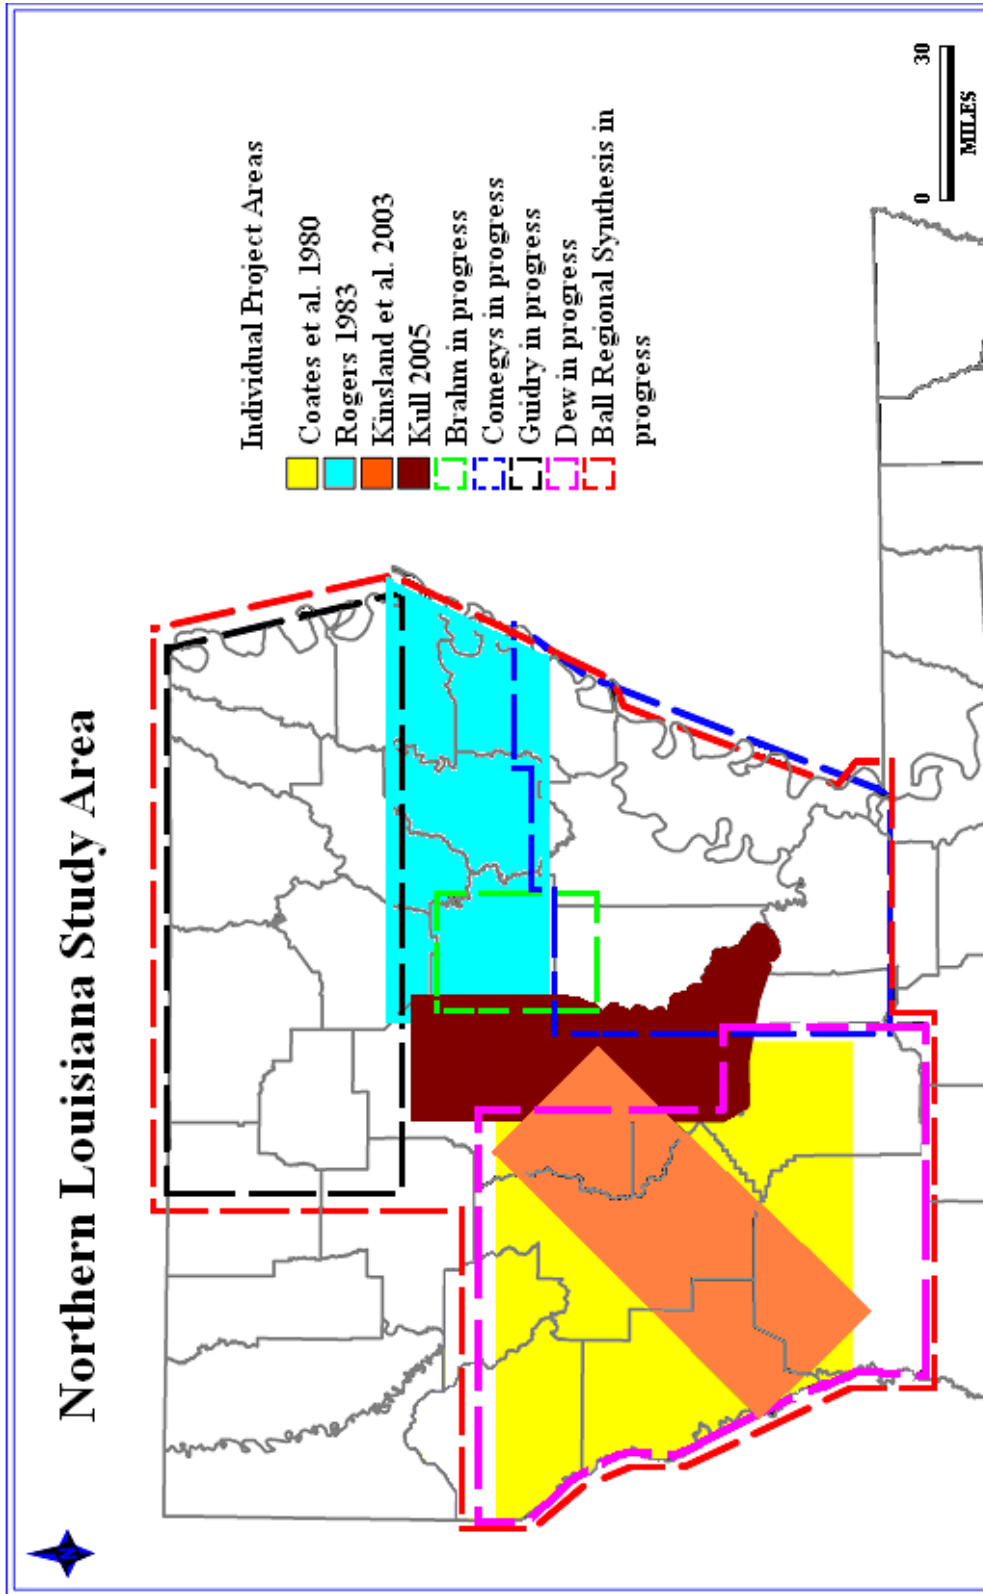 Northern Louisiana Study Area
N
Individual Project Areas
Coates et al. 1980
Rogers 1983
Kinsland et al. 2003
Kull 2005
Brahm in progress
Comegys in progress
Guidry in progress
Dew in progress
Ball Regional Synthesis in
progress
0 30
MILES